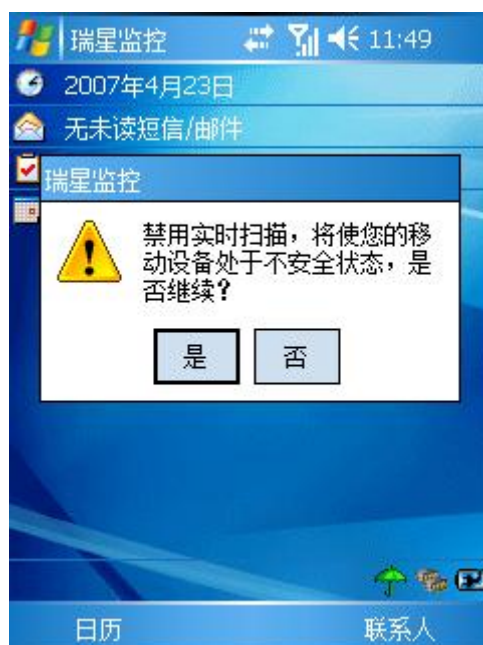 瑞星监控 11:49
2007年4月23日
无未读短信/邮件
瑞星监控
禁用实时扫描，将使您的移
动设备处于不安全状态，是
否继续？
是 否
日历 联系人